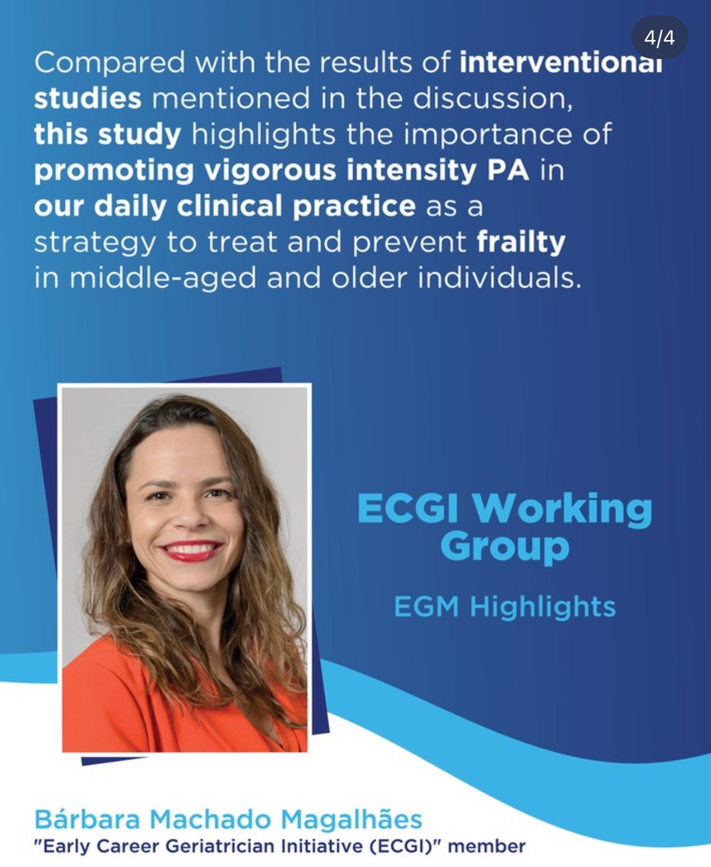 4/4
Compared with the results of interventional
studies mentioned in the discussion,
this study highlights the importance of
promoting vigorous intensity PA in
our daily clinical practice as a
strategy to treat and prevent frailty
in middle-aged and older individuals.
ECGI Working
Group
EGM Highlights
Bárbara Machado Magalhães
"Early Career Geriatrician Initiative (ECGI)" member